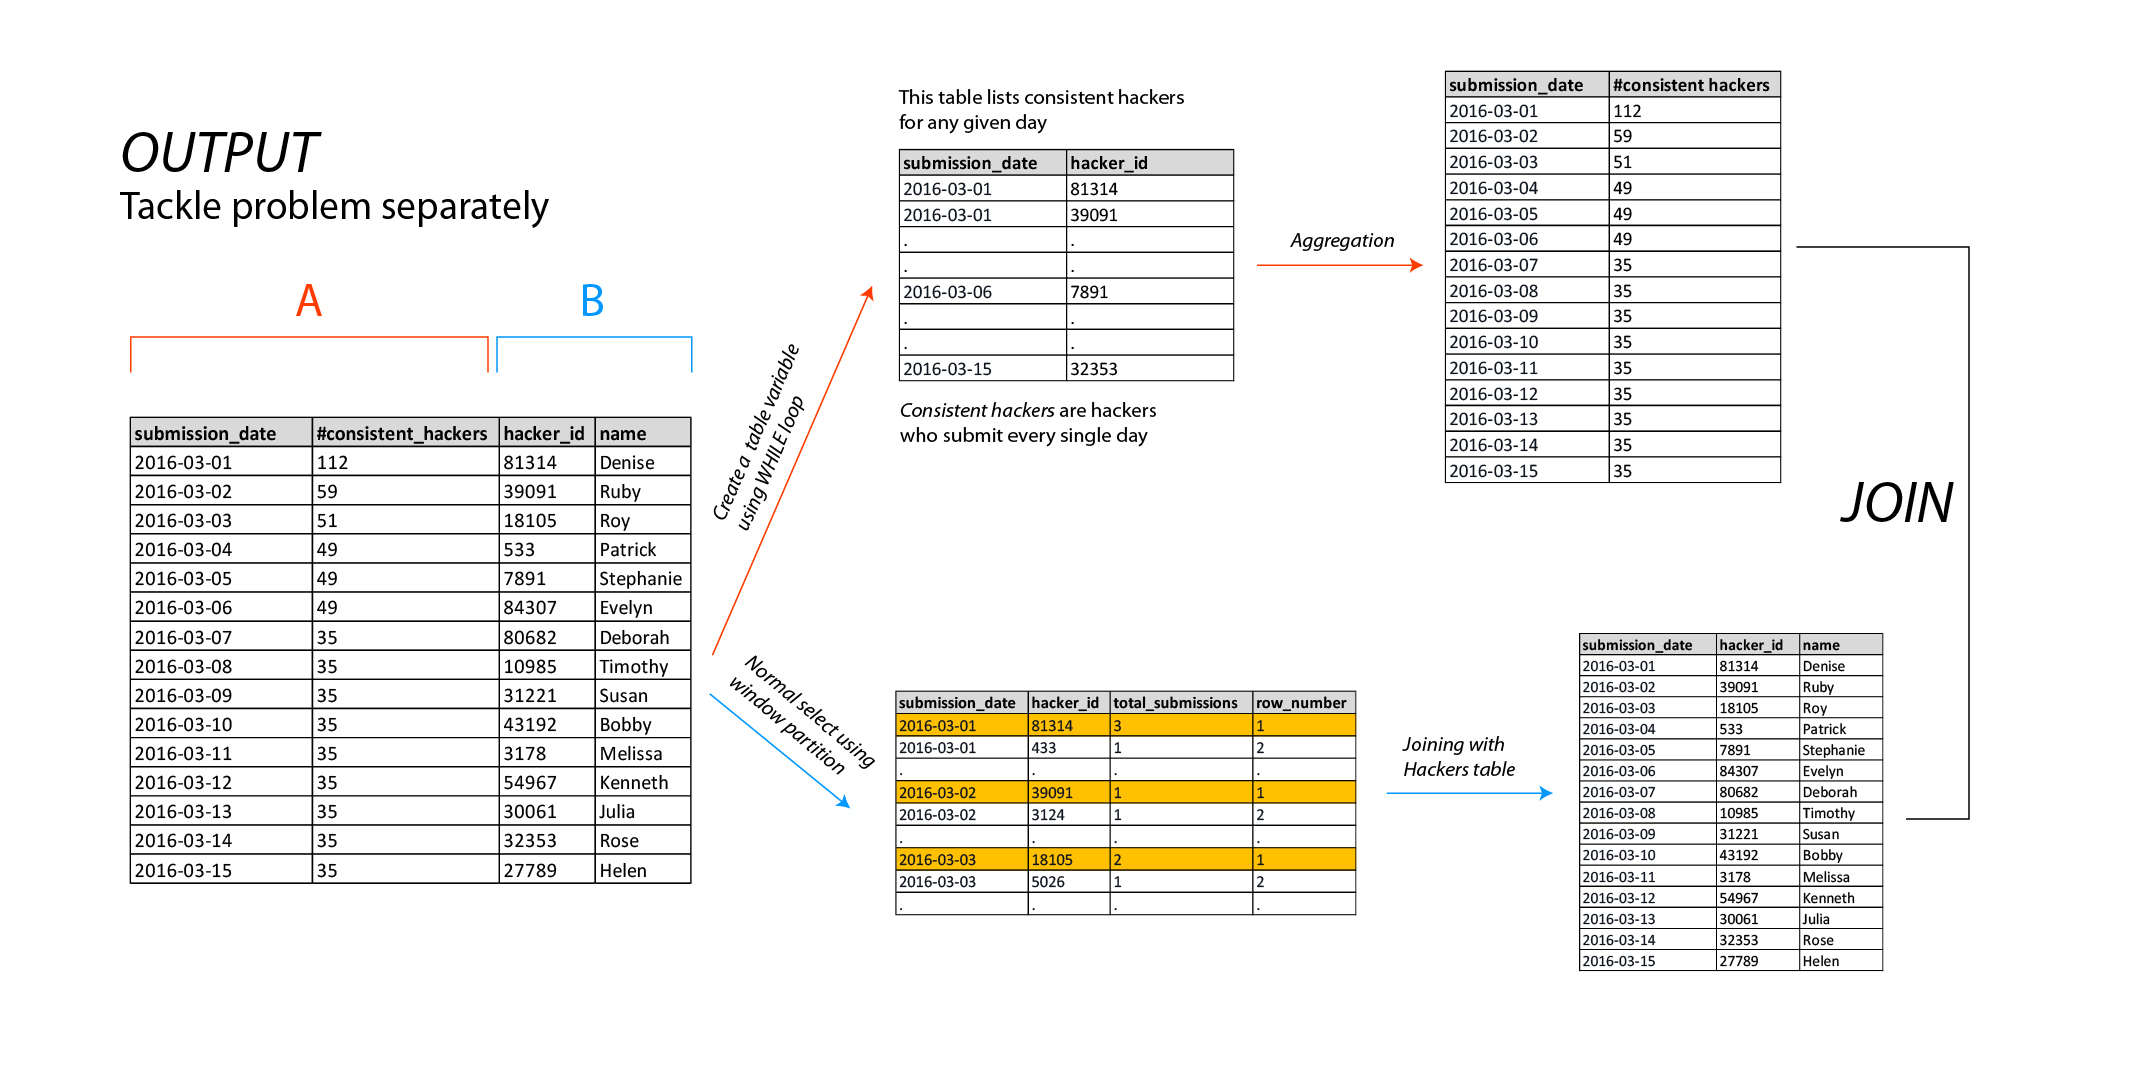 OUTPUT
Tackle problem separately
A
B
submission_date #consistent_hackers hacker_id name
2016-03-01 112 81314 Denise
2016-03-02 59 39091 Ruby
2016-03-03 51 18105 Roy
2016-03-04 49 533 Patrick
2016-03-05 49 7891 Stephanie
2016-03-06 49 84307 Evelyn
2016-03-07 35 80682 Deborah
2016-03-08 35 10985 Timothy
2016-03-09 35 31221 Susan
2016-03-10 35 43192 Bobby
2016-03-11 35 3178 Melissa
2016-03-12 35 54967 Kenneth
2016-03-13 35 30061 Julia
2016-03-14 35 32353 Rose
2016-03-15 35 27789 Helen
Create a table variable
using WHILE loop
This table lists consistent hackers
for any given day
submission_date hacker_id
2016-03-01 81314
2016-03-01 39091
. .
. .
2016-03-06 7891
. .
. .
2016-03-15 32353
Consistent hackers are hackers
who submit every single day
Aggregation
submission_date #consistent hackers
2016-03-01 112
2016-03-02 59
2016-03-03 51
2016-03-04 49
2016-03-05 49
2016-03-06 49
2016-03-07 35
2016-03-08 35
2016-03-09 35
2016-03-10 35
2016-03-11 35
2016-03-12 35
2016-03-13 35
2016-03-14 35
2016-03-15 35
Normal select using
window partition
submission_date hacker_id total_submissions row_number
2016-03-01 81314 3 1
2016-03-01 433 1 2
. . . .
2016-03-02 39091 1 1
2016-03-02 3124 1 2
. . . .
2016-03-03 18105 2 1
2016-03-03 5026 1 2
. . . .
Joining with
Hackers table
submission_date hacker_id name
2016-03-01 81314 Denise
2016-03-02 39091 Ruby
2016-03-03 18105 Roy
2016-03-04 533 Patrick
2016-03-05 7891 Stephanie
2016-03-06 84307 Evelyn
2016-03-07 80682 Deborah
2016-03-08 10985 Timothy
2016-03-09 31221 Susan
2016-03-10 43192 Bobby
2016-03-11 3178 Melissa
2016-03-12 54967 Kenneth
2016-03-13 30061 Julia
2016-03-14 32353 Rose
2016-03-15 27789 Helen
JOIN